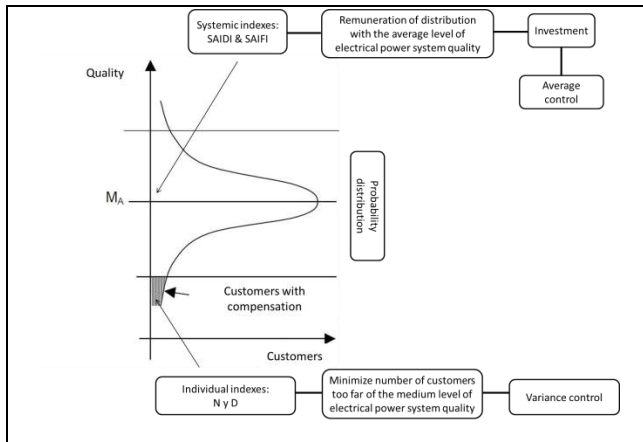 Systemic indexes:
SAIDI & SAIFI
Remuneration of distribution
with the average level of
electrical power system quality
Investment
Average
control
Quality
MA
Probability
distribution
Customers with
compensation
Customers
Individual indexes:
N y D
Minimize number of customers
too far of the medium level of
electrical power system quality
Variance control